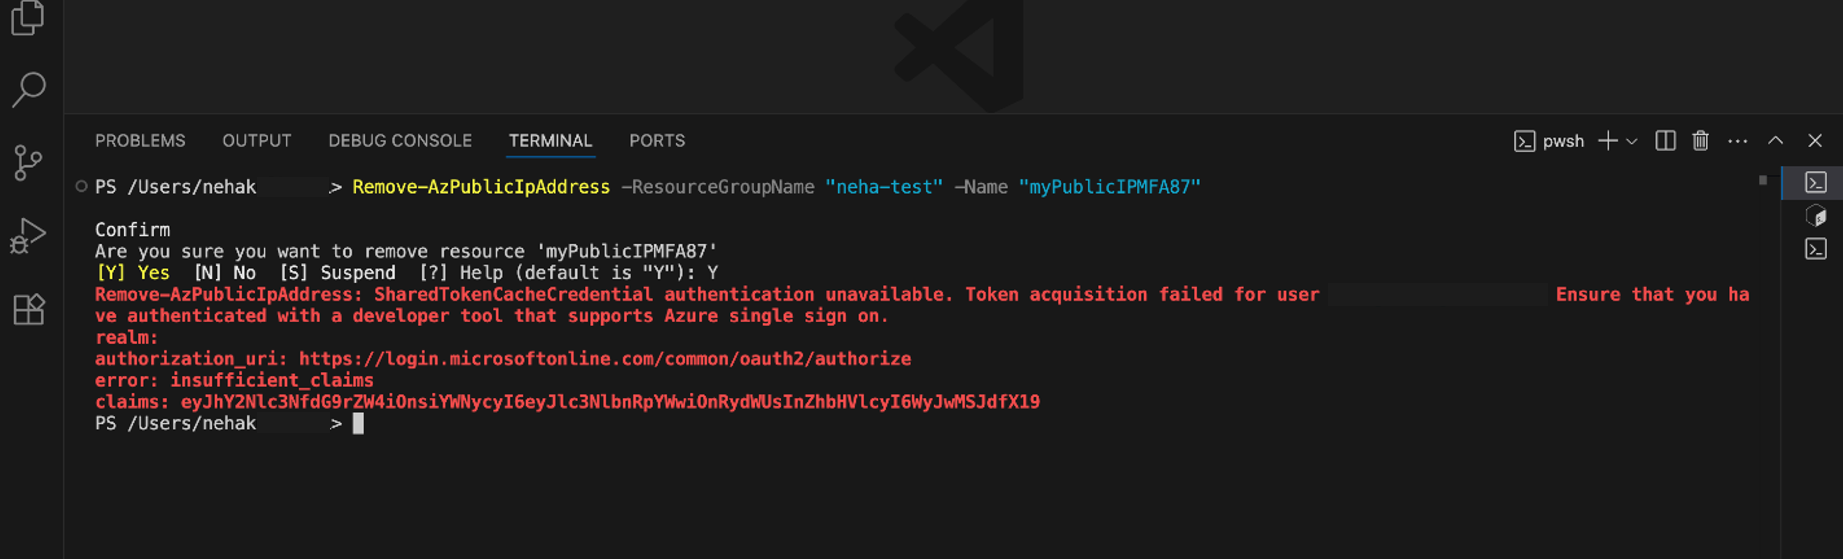 PROBLEMS OUTPUT DEBUG CONSOLE TERMINAL PORTS pwsh
PS /Users/nehak > Remove-AzPublicIpAddress -ResourceGroupName "neha-test" -Name "myPublicIPMFA87"
Confirm
Are you sure you want to remove resource 'myPublicIPMFA87'
[Y] Yes [N] No [S] Suspend [?] Help (default is "Y"): Y
Remove-AzPublicIpAddress: SharedTokenCacheCredential authentication unavailable. Token acquisition failed for user Ensure that you ha
ve authenticated with a developer tool that supports Azure single sign on.
realm:
authorization_uri: https://login.microsoftonline.com/common/oauth2/authorize
error: insufficient_claims
claims: eyJhY2Nlc3NfdG9rZW4iOnsiYWNycyI6eyJlc3NlbnRpYWwiOnRydWUsInZhbHVlcyI6WyJwMSJdfX19
PS /Users/nehak >